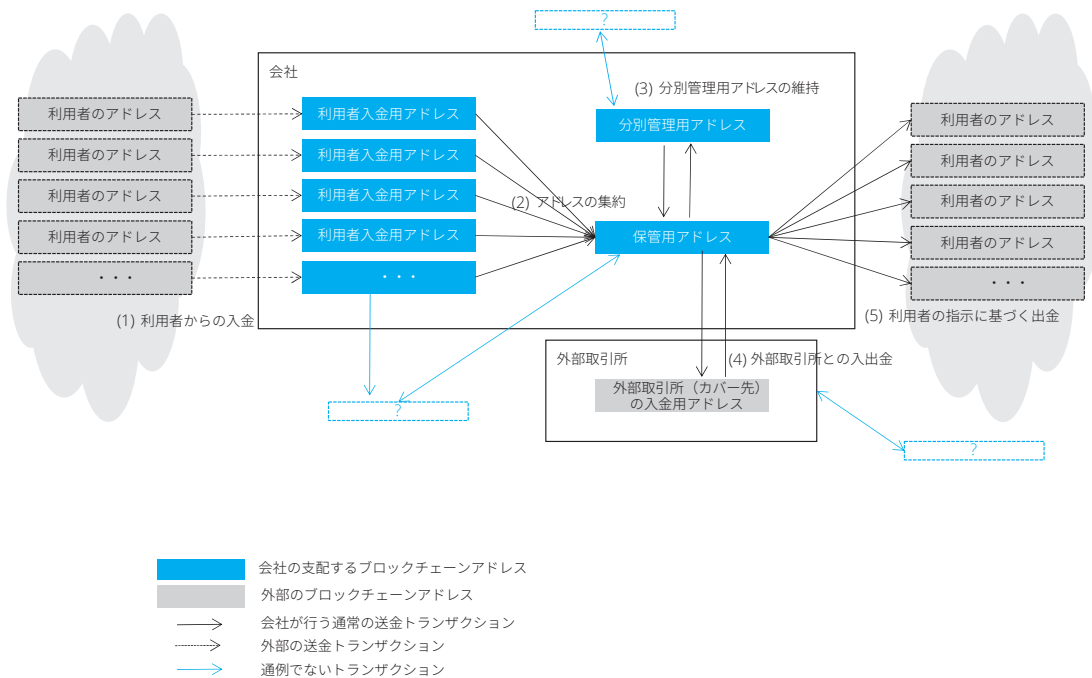 ?
会社
(3) 分別管理用アドレスの維持
利用者のアドレス
利用者のアドレス
利用者のアドレス
利用者のアドレス
・・・
(1) 利用者からの入金
利用者入金用アドレス
利用者入金用アドレス
利用者入金用アドレス
利用者入金用アドレス
・・・
(2) アドレスの集約
分別管理用アドレス
保管用アドレス
利用者のアドレス
利用者のアドレス
利用者のアドレス
利用者のアドレス
・・・
(5) 利用者の指示に基づく出金
外部取引所
(4) 外部取引所との入出金
外部取引所（カバー先）
の入金用アドレス
?
?
会社の支配するブロックチェーンアドレス
外部のブロックチェーンアドレス
会社が行う通常の送金トランザクション
外部の送金トランザクション
通例でないトランザクション